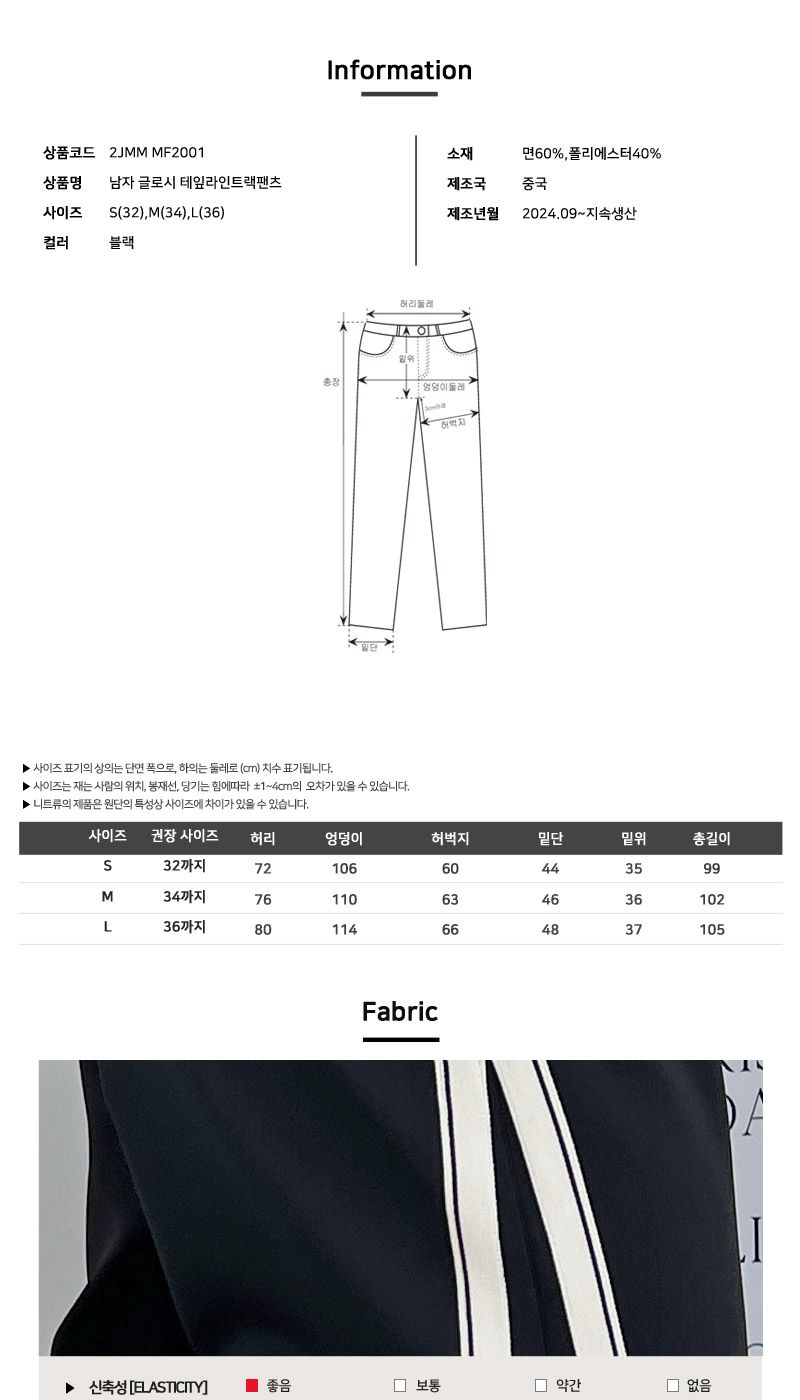 Information
상품코드 2JMM MF2001
상품명 남자 글로시 테잎라인트랙팬츠
사이즈 S(32),M(34),L(36)
컬러 블랙
소재 면60%,폴리에스터40%
제조국 중국
제조년월 2024.09~지속생산
허리둘레
밑위
총장
엉덩이둘레
5cm아래
허벅지
밑단
▶ 사이즈 표기의 상의는 단면 폭으로, 하의는 둘레로 (cm) 치수 표기됩니다.
▶ 사이즈는 재는 사람의 위치, 봉재선, 당기는 힘에따라 ±1~4cm의 오차가 있을 수 있습니다.
▶ 니트류의 제품은 원단의 특성상 사이즈에 차이가 있을 수 있습니다.
사이즈 권장 사이즈 허리 엉덩이 허벅지 밑단 밑위 총길이
S 32까지 72 106 60 44 35 99
M 34까지 76 110 63 46 36 102
L 36까지 80 114 66 48 37 105
Fabric
▶ 신축성 [ELASTICITY] 좋음 보통 약간 없음